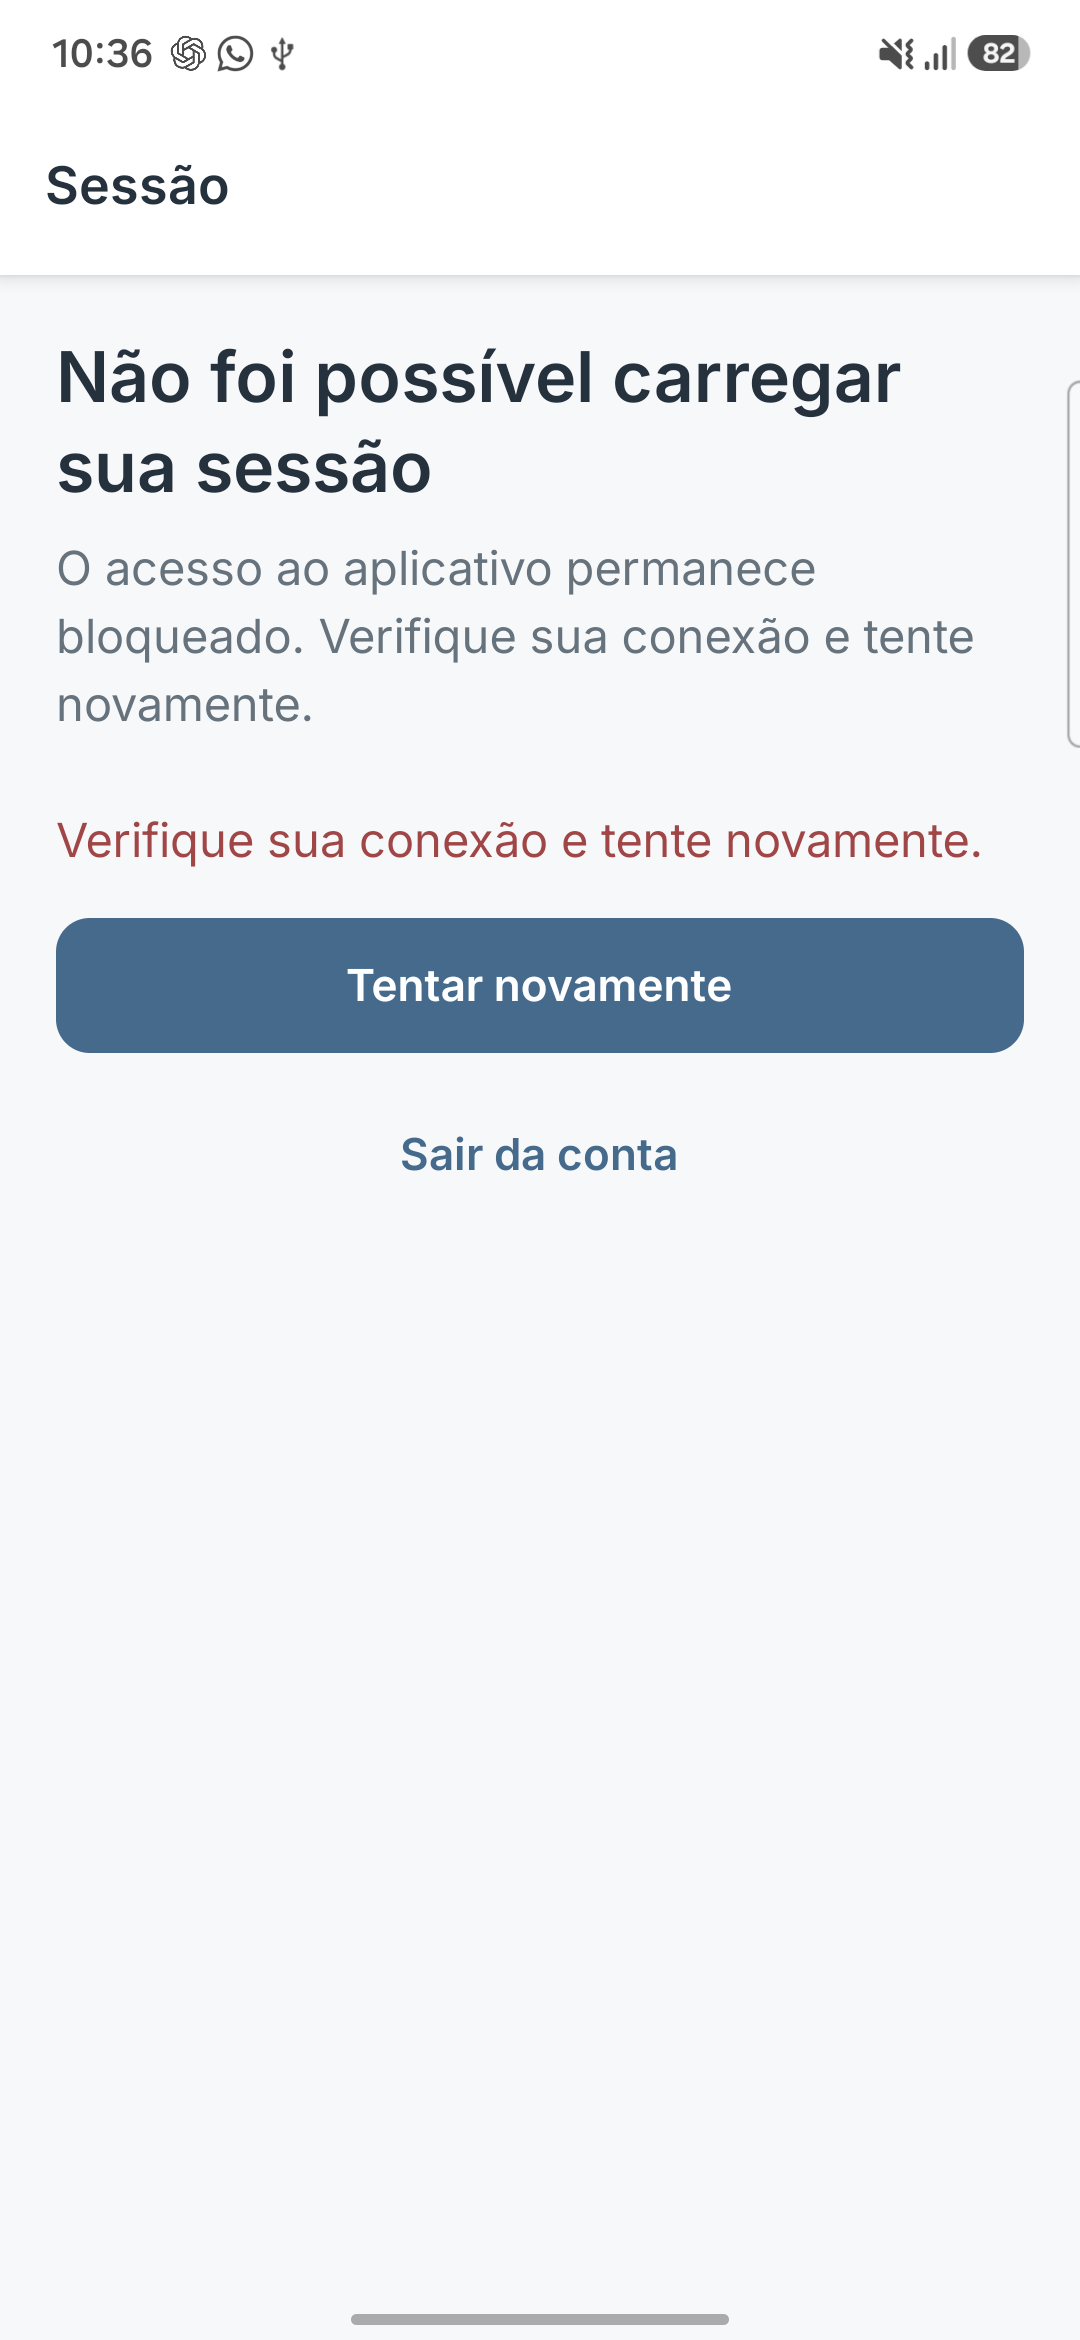 10:36
82
Sessão
Não foi possível carregar
sua sessão
O acesso ao aplicativo permanece
bloqueado. Verifique sua conexão e tente
novamente.
Verifique sua conexão e tente novamente.
Tentar novamente
Sair da conta